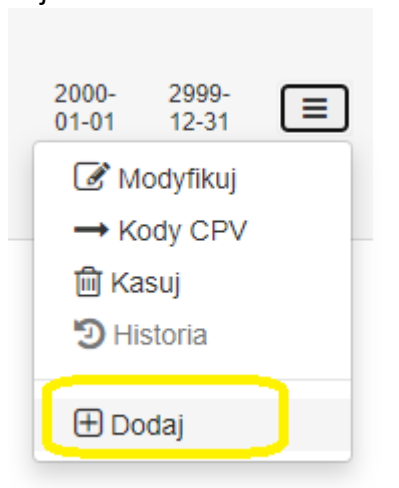 2000- 2999-
01-01 12-31
Modyfikuj
Kody CPV
Kasuj
Historia
Dodaj